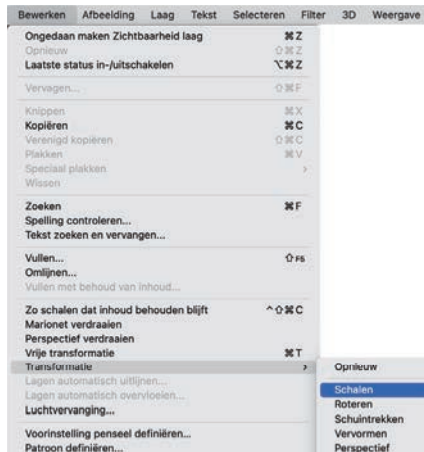 Bewerken Afbeelding Laag Tekst Selecteren Filter 3D Weergave
Ongedaan maken Zichtbaarheid laag ⌘Z
Opnieuw ⇧⌘Z
Laatste status in-/uitschakelen ⌥⌘Z
Vervagen... ⇧⌘F
Knippen ⌘X
Kopiëren ⌘C
Verenigd kopiëren ⇧⌘C
Plakken ⌘V
Speciaal plakken >
Wissen
Zoeken ⌘F
Spelling controleren...
Tekst zoeken en vervangen...
Vullen... ⇧F5
Omlijnen...
Vullen met behoud van inhoud...
Zo schalen dat inhoud behouden blijft ^⇧⌘C
Marionet verdraaien
Perspectief verdraaien
Vrije transformatie ⌘T
Transformatie > Opnieuw
Lagen automatisch uitlijnen...
Schalen
Lagen automatisch overvloeien...
Roteren
Luchtvervanging...
Schuintrekken
Voorinstelling penseel definiëren...
Vervormen
Patroon definiëren...
Perspectief